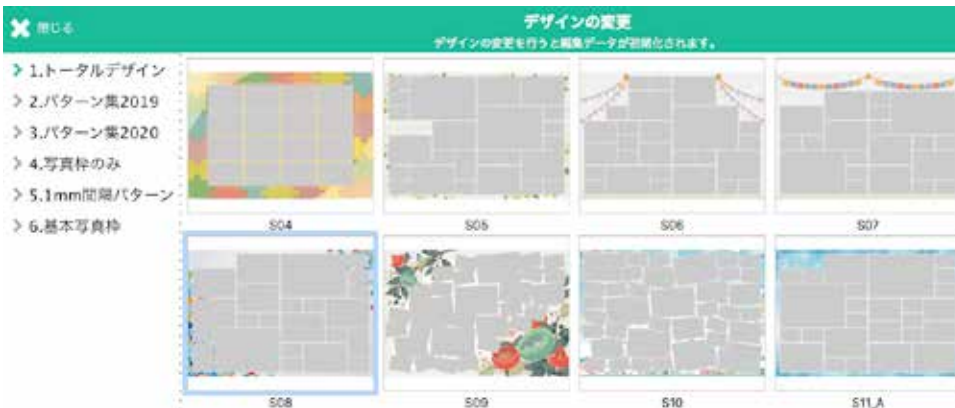 閉じる
デザインの変更
デザインの変更を行うと編集データが初期化されます。
1.トータルデザイン
2.パターン集2019
3.パターン集2020
4.写真枠のみ
5.1mm間隔パターン
6.基本写真枠
S04
S05
S06
S07
S08
S09
S10
S11_A